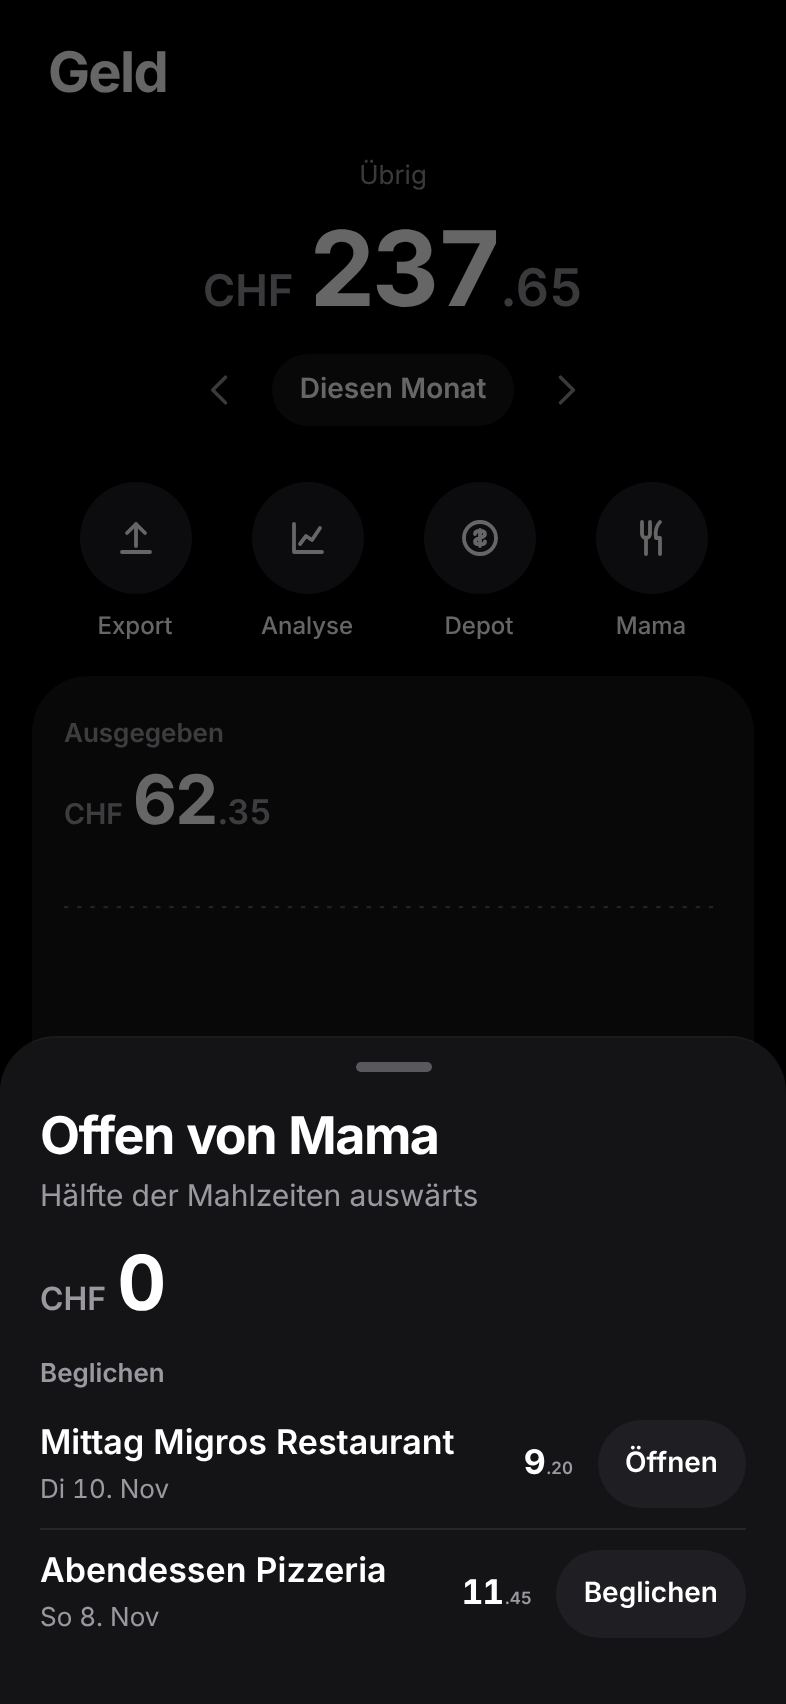 Geld
Übrig
CHF 237.65
Diesen Monat
Export Analyse Depot Mama
Ausgegeben
CHF 62.35
Offen von Mama
Hälfte der Mahlzeiten auswärts
CHF 0
Beglichen
Mittag Migros Restaurant 9.20 Öffnen
Di 10. Nov
Abendessen Pizzeria 11.45 Beglichen
So 8. Nov